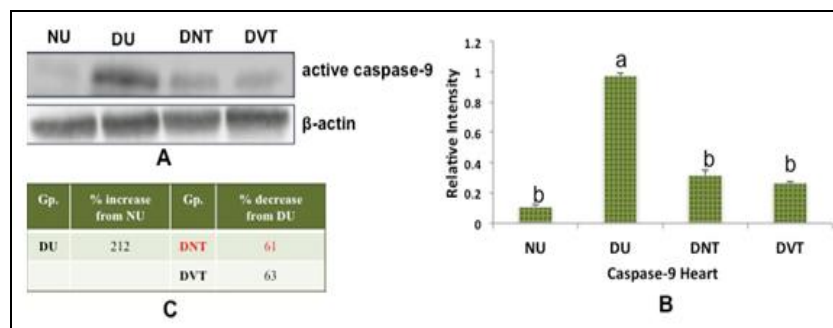 NU DU DNT DVT
active caspase-9
β-actin
A
Gp. % increase from NU Gp. % decrease from DU
DU 212 DNT 61
DVT 63
C
Relative Intensity
1.2
1
0.8
0.6
0.4
0.2
0
b a b b
NU DU DNT DVT
Caspase-9 Heart
B